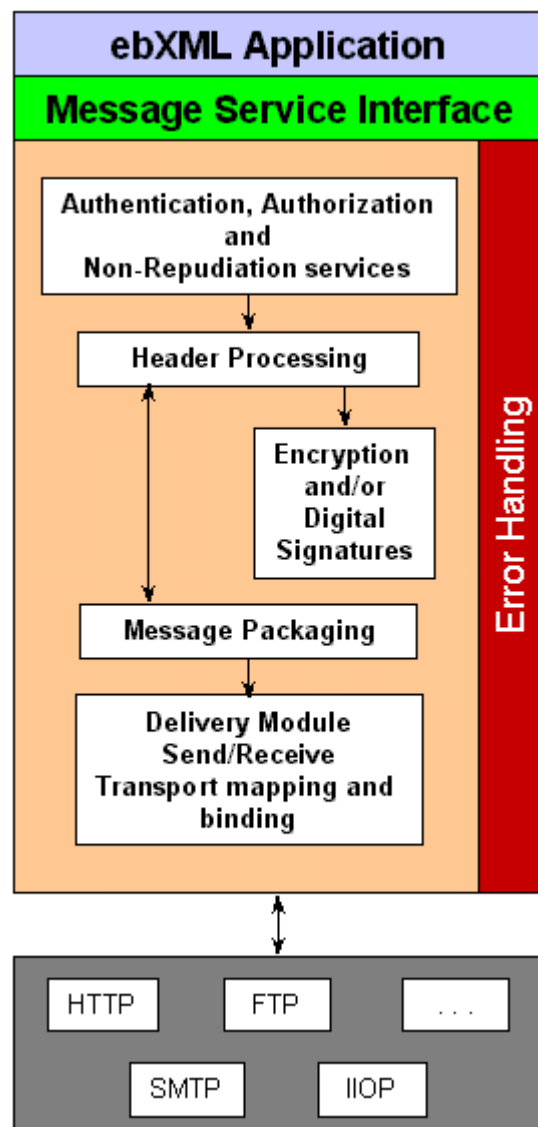 ebXML Application
Message Service Interface
Authentication, Authorization
and
Non-Repudiation services
Header Processing
Encryption
and/or
Digital
Signatures
Error Handling
Message Packaging
Delivery Module
Send/Receive
Transport mapping and
binding
HTTP
FTP
. . .
SMTP
IIOP